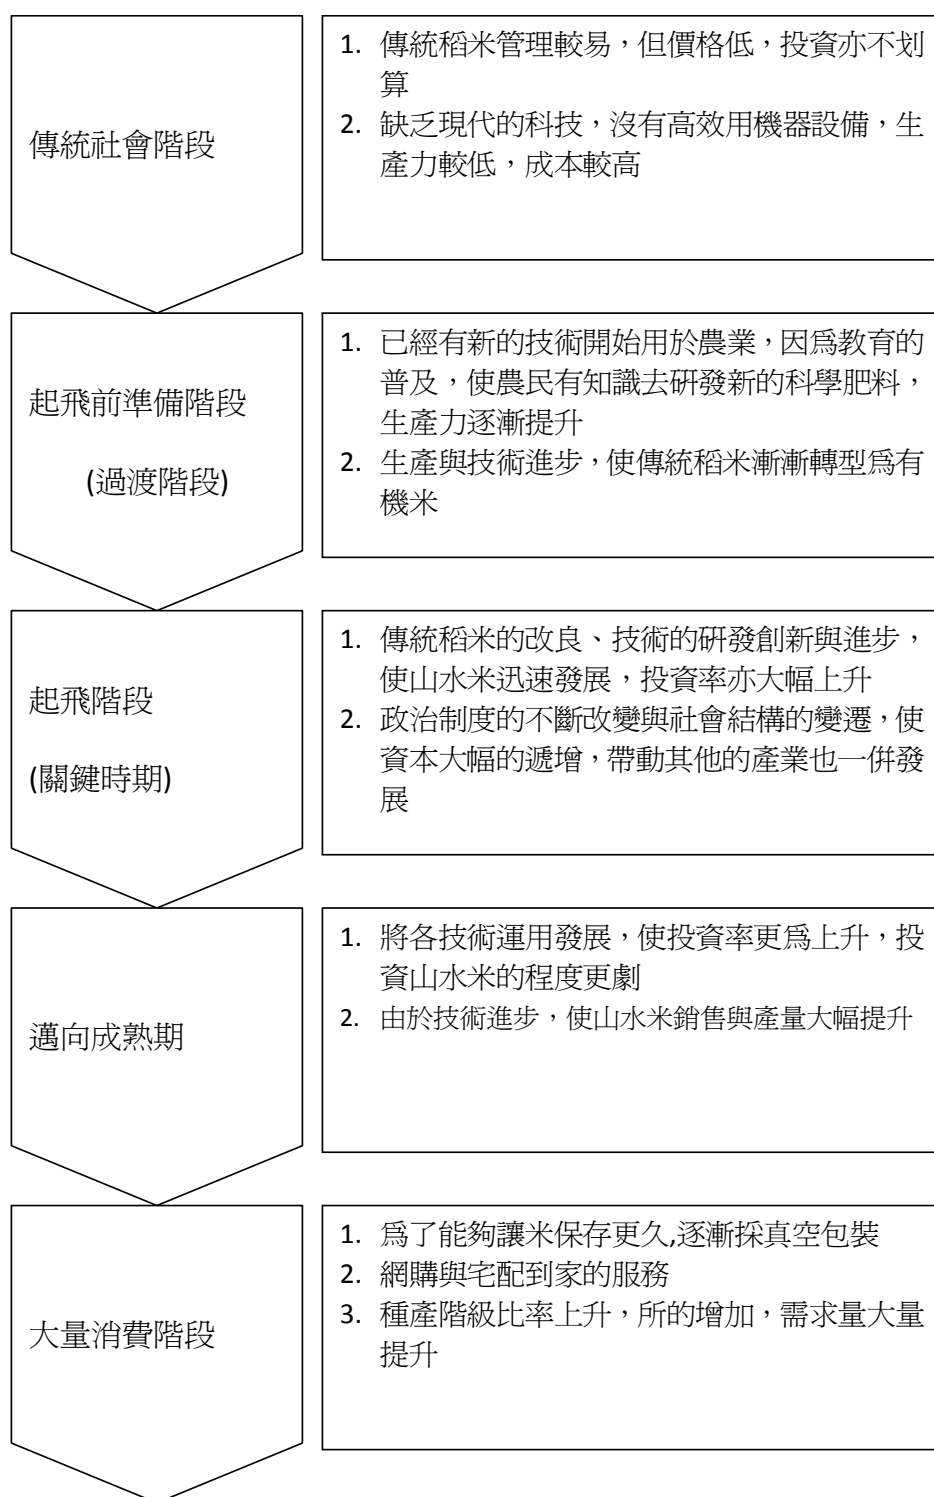 傳統社會階段
1. 傳統稻米管理較易，但價格低，投資亦不划
算
2. 缺乏現代的科技，沒有高效用機器設備，生
產力較低，成本較高
起飛前準備階段
(過渡階段)
1. 已經有新的技術開始用於農業，因為教育的
普及，使農民有知識去研發新的科學肥料，
生產力逐漸提升
2. 生產與技術進步，使傳統稻米漸漸轉型為有
機米
起飛階段
(關鍵時期)
1. 傳統稻米的改良、技術的研發創新與進步，
使山水米迅速發展，投資率亦大幅上升
2. 政治制度的不斷改變與社會結構的變遷，使
資本大幅的遞增，帶動其他的產業也一併發
展
邁向成熟期
1. 將各技術運用發展，使投資率更為上升，投
資山水米的程度更劇
2. 由於技術進步，使山水米銷售與產量大幅提升
大量消費階段
1. 為了能夠讓米保存更久,逐漸採真空包裝
2. 網購與宅配到家的服務
3. 種產階級比率上升，所的增加，需求量大量
提升